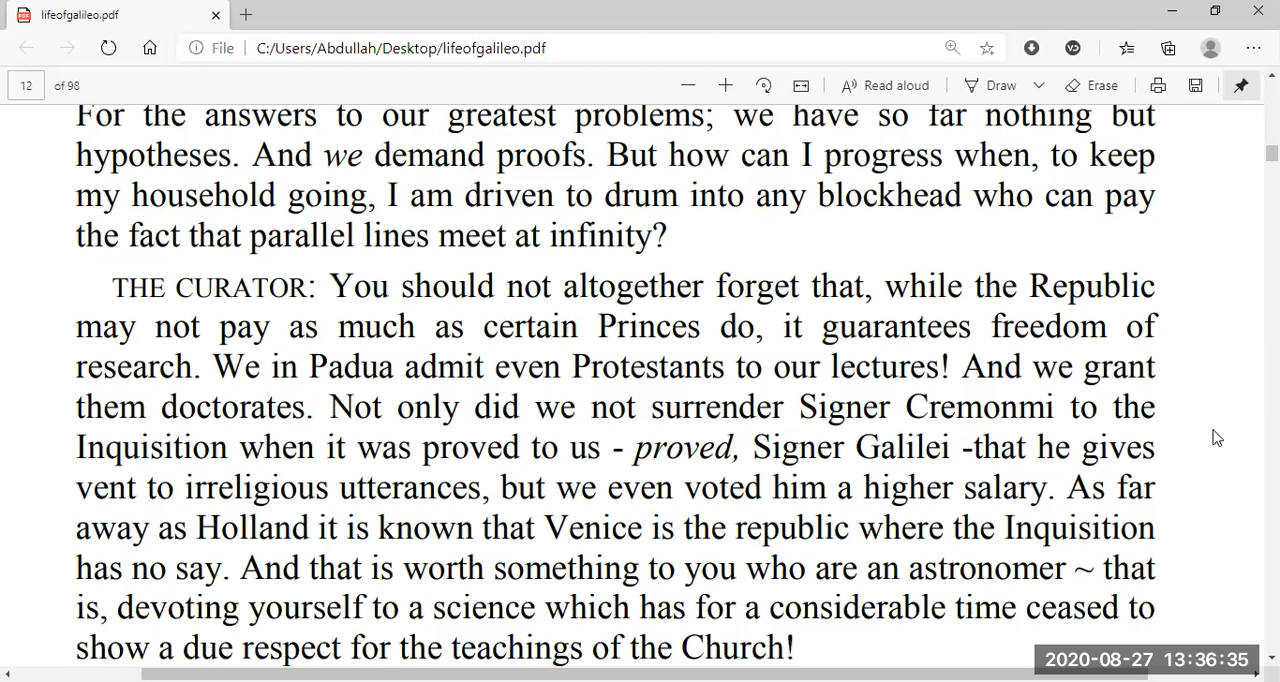 lifeofgalileo.pdf
File | C:/Users/Abdullah/Desktop/lifeofgalileo.pdf
12 of 98 Read aloud Draw Erase
For the answers to our greatest problems; we have so far nothing but
hypotheses. And we demand proofs. But how can I progress when, to keep
my household going, I am driven to drum into any blockhead who can pay
the fact that parallel lines meet at infinity?
THE CURATOR: You should not altogether forget that, while the Republic
may not pay as much as certain Princes do, it guarantees freedom of
research. We in Padua admit even Protestants to our lectures! And we grant
them doctorates. Not only did we not surrender Signer Cremonmi to the
Inquisition when it was proved to us - proved, Signer Galilei -that he gives
vent to irreligious utterances, but we even voted him a higher salary. As far
away as Holland it is known that Venice is the republic where the Inquisition
has no say. And that is worth something to you who are an astronomer ~ that
is, devoting yourself to a science which has for a considerable time ceased to
show a due respect for the teachings of the Church!
2020-08-27 13:36:35